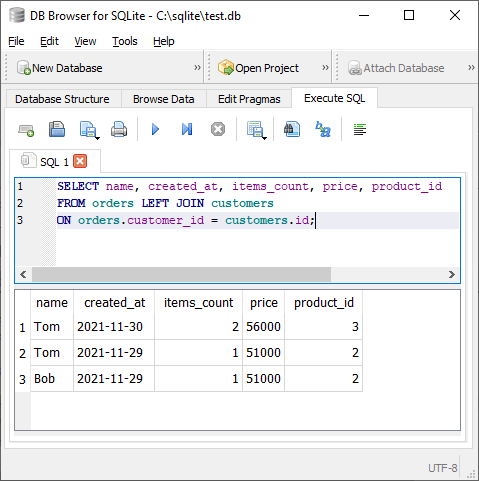 DB Browser for SQLite - C:\sqlite\test.db
File Edit View Tools Help
New Database » Open Project » Attach Database »
Database Structure Browse Data Edit Pragmas Execute SQL
SQL 1
1 SELECT name, created_at, items_count, price, product_id
2 FROM orders LEFT JOIN customers
3 ON orders.customer_id = customers.id;
name created_at items_count price product_id
1 Tom 2021-11-30 2 56000 3
2 Tom 2021-11-29 1 51000 2
3 Bob 2021-11-29 1 51000 2
UTF-8